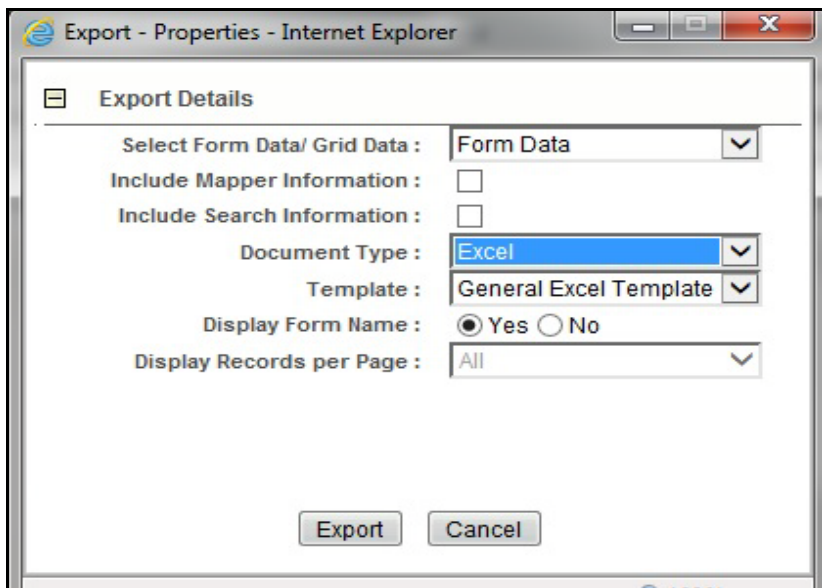 Export - Properties - Internet Explorer
Export Details
Select Form Data/ Grid Data : Form Data
Include Mapper Information :
Include Search Information :
Document Type : Excel
Template : General Excel Template
Display Form Name : Yes No
Display Records per Page : All
Export Cancel